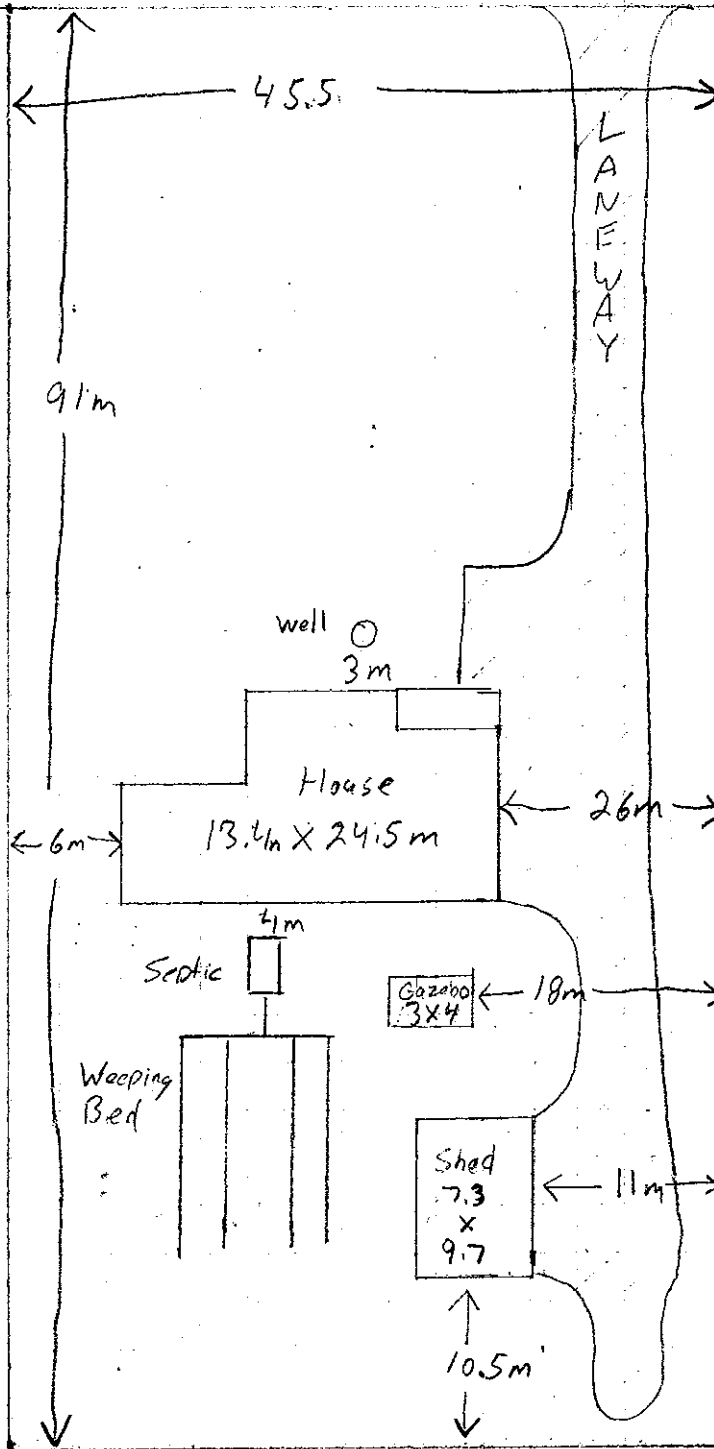 45.5
LANEWAY
91m
well
3m
House
13.4m X 24.5m
6m
26m
4m
Septic
Gazebo
3X4
18m
Weeping
Bed
Shed
7.3
x
9.7
11m
10.5m